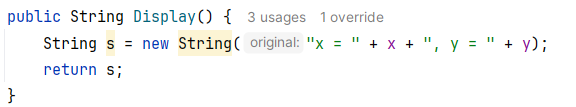 public String Display() { 3 usages 1 override
    String s = new String( original: "x = " + x + ", y = " + y);
    return s;
}